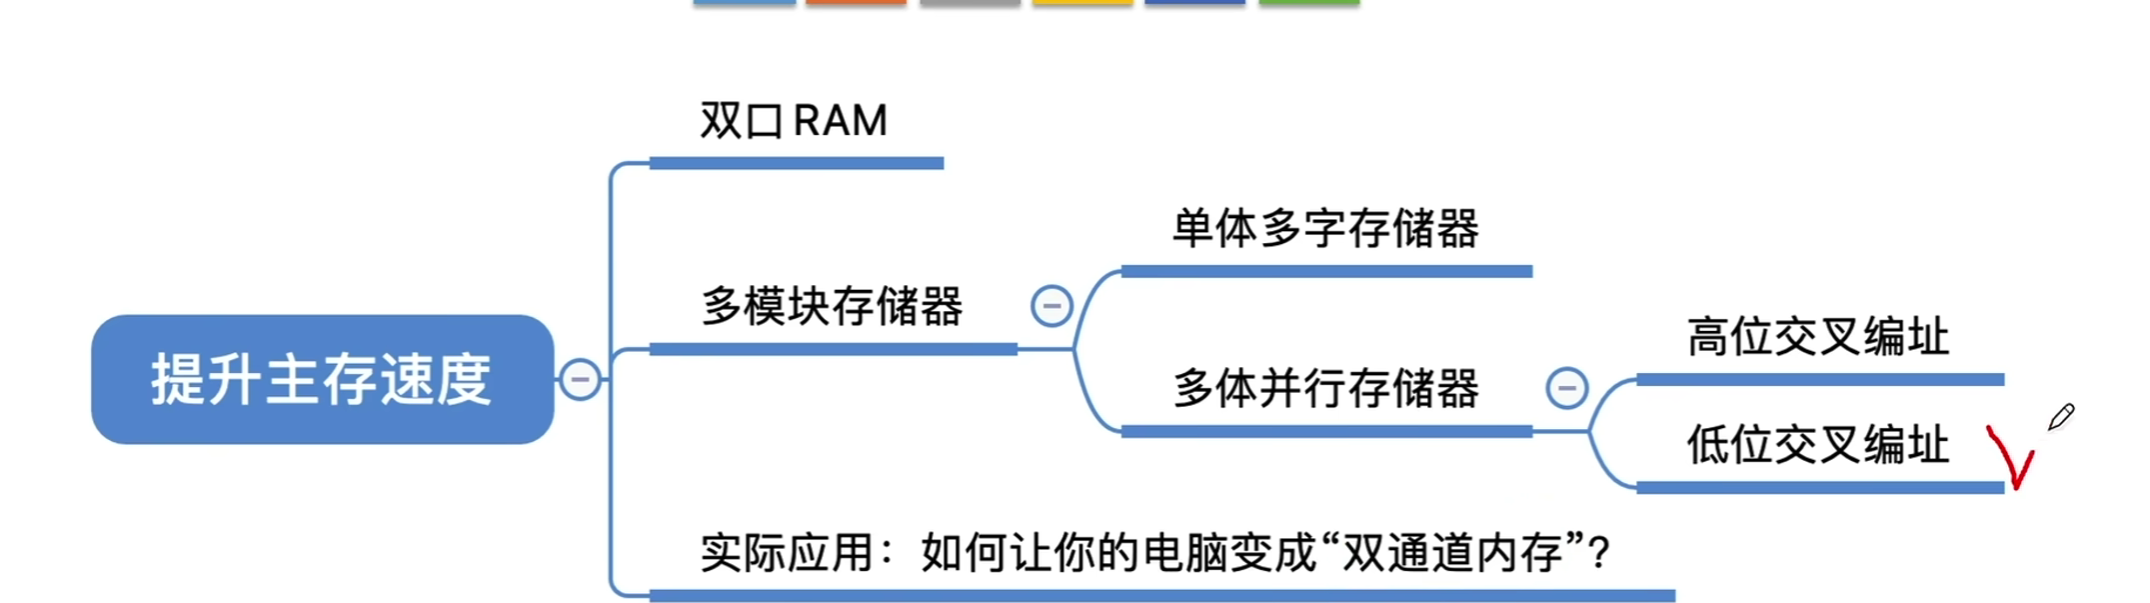 双口RAM
单体多字存储器
多模块存储器
高位交叉编址
提升主存速度
多体并行存储器
低位交叉编址
实际应用：如何让你的电脑变成“双通道内存”？